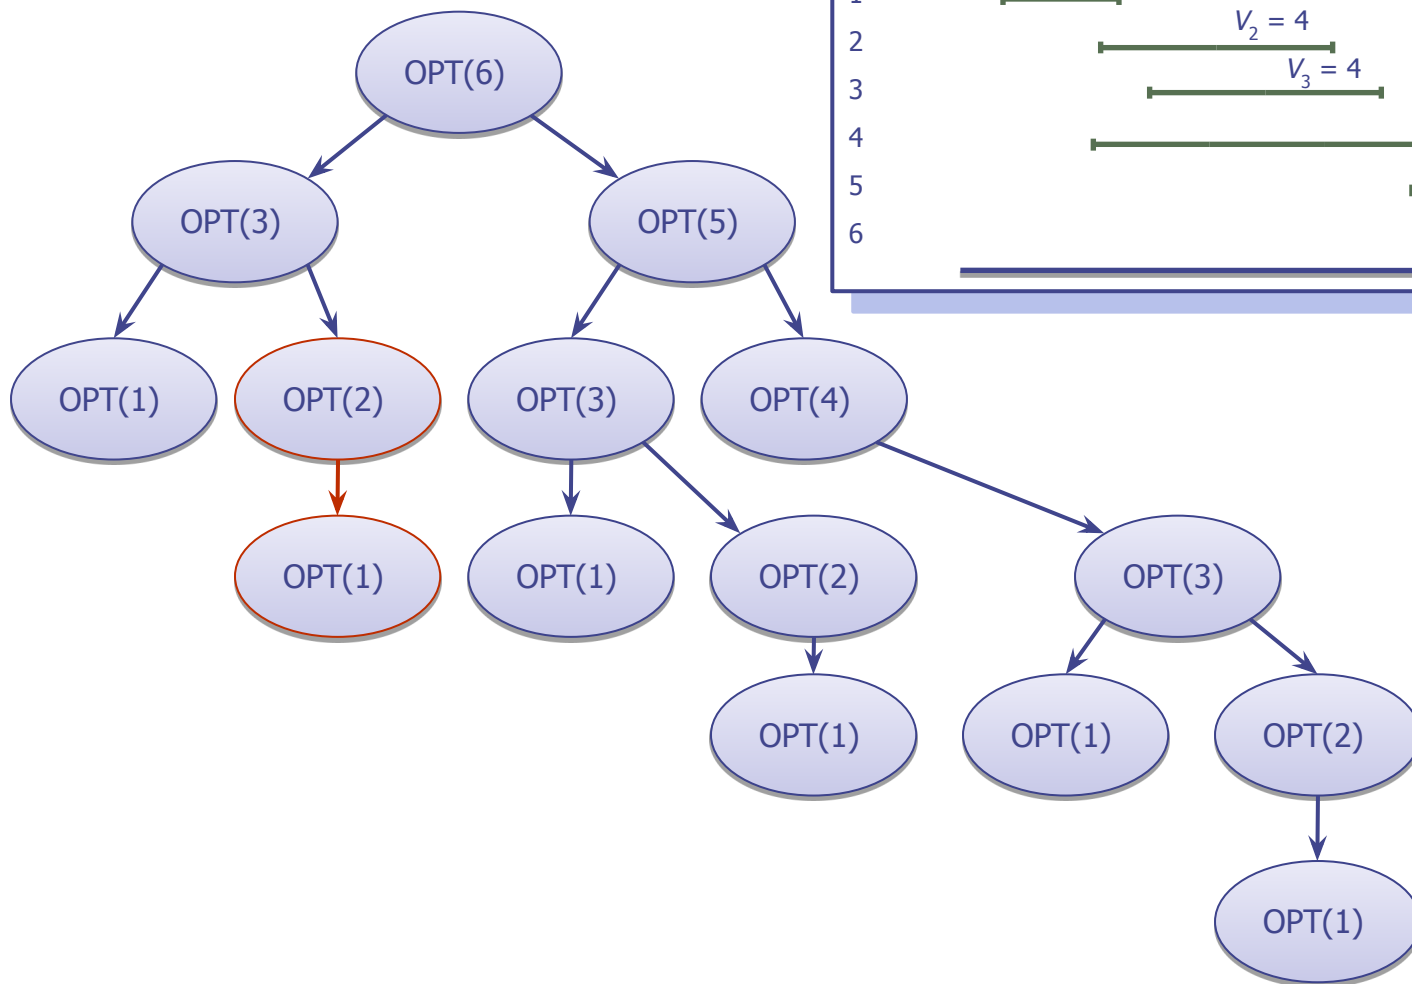 V2 = 4
2
V3 = 4
3
4
5
6
OPT(6)
OPT(3)
OPT(5)
OPT(1)
OPT(2)
OPT(3)
OPT(4)
OPT(1)
OPT(1)
OPT(2)
OPT(3)
OPT(1)
OPT(1)
OPT(2)
OPT(1)